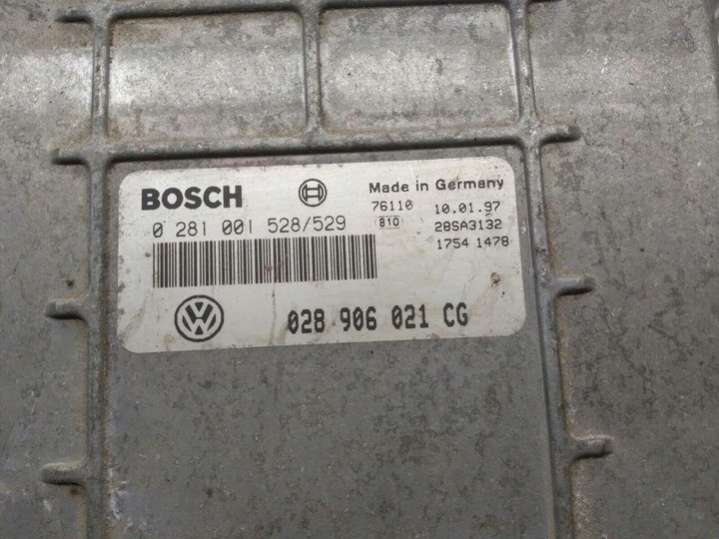 BOSCH
Made in Germany
76110 10.01.97
0 281 001 528/529
810 28SA3132
1754 1478
028 906 021 CG